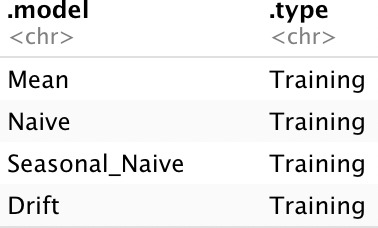 .model .type
<chr> <chr>
Mean Training
Naive Training
Seasonal_Naive Training
Drift Training